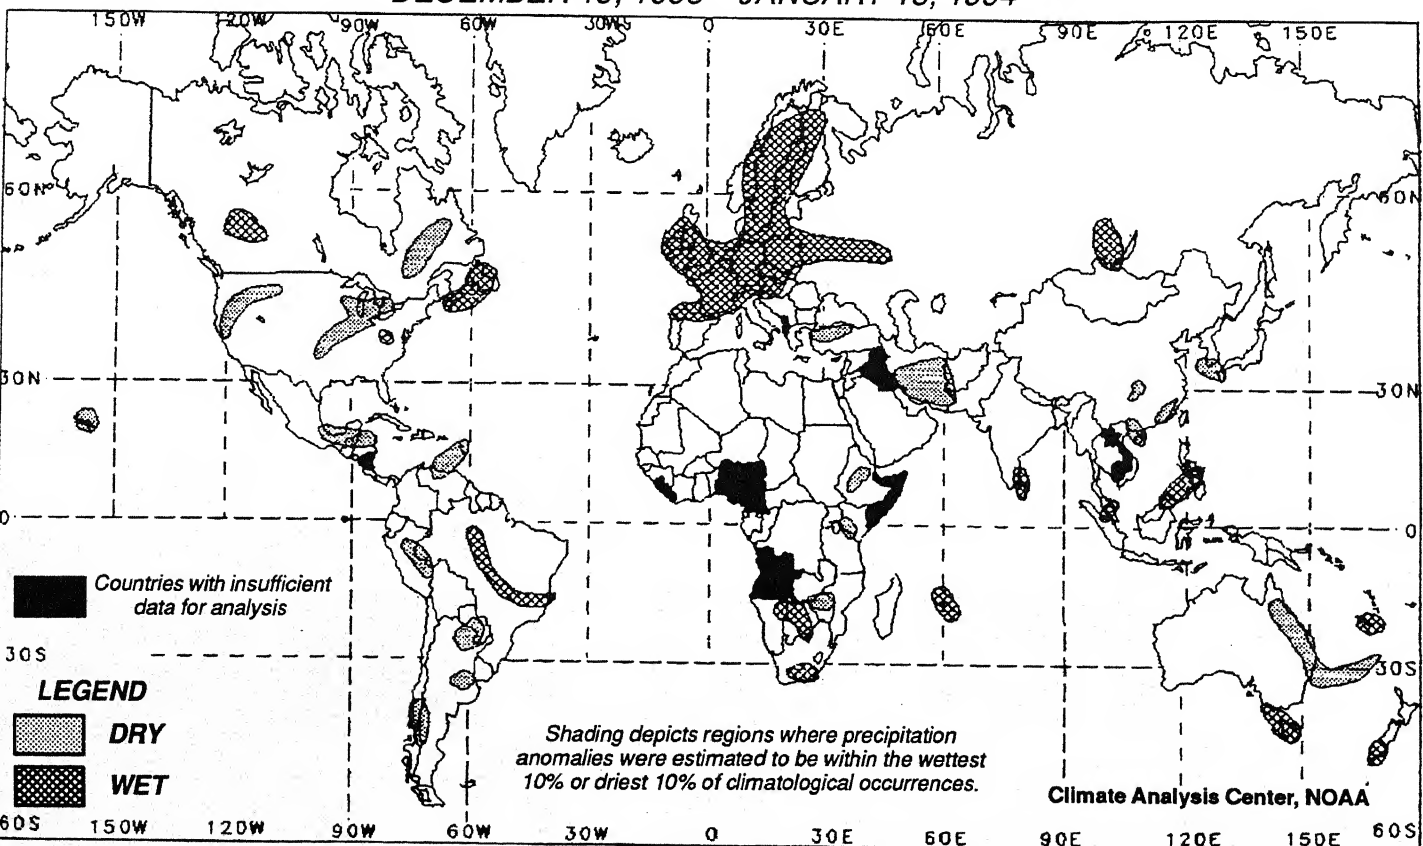 150W 120W 90W 60W 30W 0 30E 60E 90E 120E 150E
60N 60N
30N 30N
0 0
Countries with insufficient
data for analysis
30S 30S
LEGEND
DRY
WET
Shading depicts regions where precipitation
anomalies were estimated to be within the wettest
10% or driest 10% of climatological occurrences.
Climate Analysis Center, NOAA
60S 150W 120W 90W 60W 30W 0 30E 60E 90E 120E 150E 60S